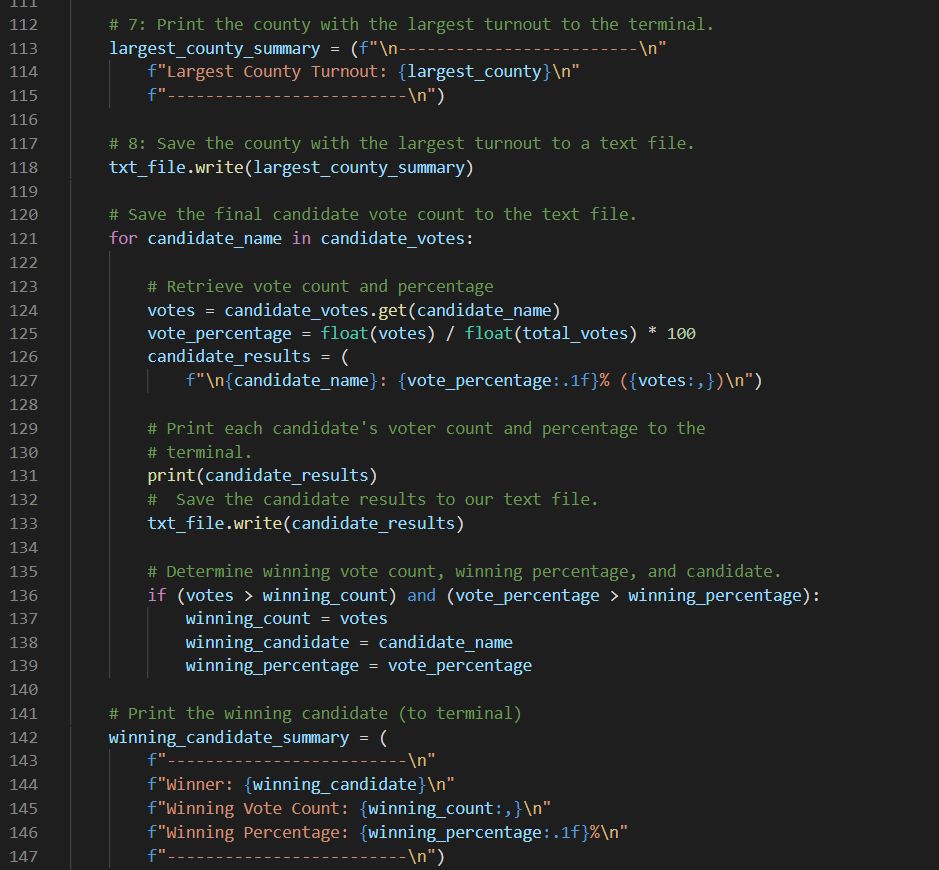 111
112 # 7: Print the county with the largest turnout to the terminal.
113 largest_county_summary = (f"\n-------------------------\n"
114     f"Largest County Turnout: {largest_county}\n"
115     f"-------------------------\n")
116
117 # 8: Save the county with the largest turnout to a text file.
118 txt_file.write(largest_county_summary)
119
120 # Save the final candidate vote count to the text file.
121 for candidate_name in candidate_votes:
122
123     # Retrieve vote count and percentage
124     votes = candidate_votes.get(candidate_name)
125     vote_percentage = float(votes) / float(total_votes) * 100
126     candidate_results = (
127         f"\n{candidate_name}: {vote_percentage:.1f}% ({votes:,})\n")
128
129     # Print each candidate's voter count and percentage to the
130     # terminal.
131     print(candidate_results)
132     #  Save the candidate results to our text file.
133     txt_file.write(candidate_results)
134
135     # Determine winning vote count, winning percentage, and candidate.
136     if (votes > winning_count) and (vote_percentage > winning_percentage):
137         winning_count = votes
138         winning_candidate = candidate_name
139         winning_percentage = vote_percentage
140
141 # Print the winning candidate (to terminal)
142 winning_candidate_summary = (
143     f"-------------------------\n"
144     f"Winner: {winning_candidate}\n"
145     f"Winning Vote Count: {winning_count:,}\n"
146     f"Winning Percentage: {winning_percentage:.1f}%\n"
147     f"-------------------------\n")